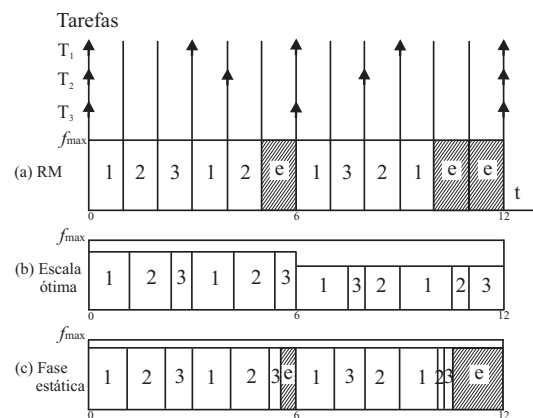 Tarefas
T1
T2
T3
fmax
(a) RM
1 2 3 1 2 e 1 3 2 1 e e
t
0 6 12
fmax
(b) Escala
ótima
1 2 3 1 2 3 1 3 2 1 2 3
0 6 12
fmax
(c) Fase
estática
1 2 3 1 2 3 e 1 3 2 1 2 3 e
0 6 12